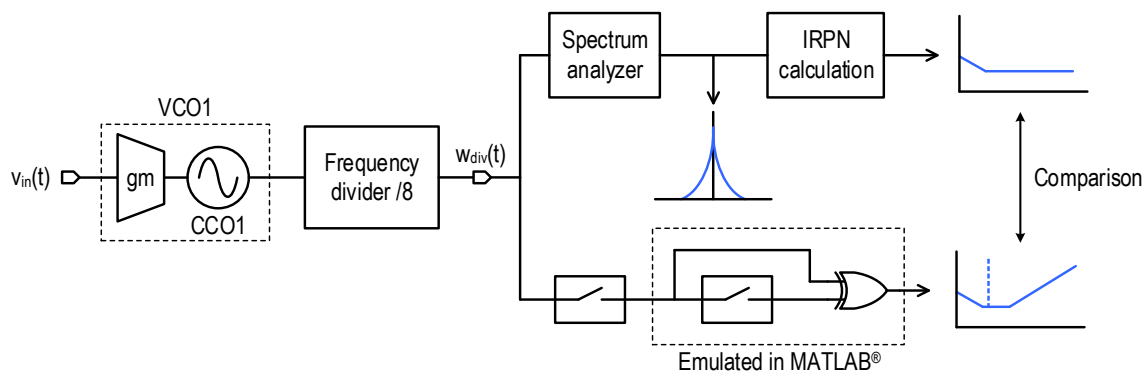 Spectrum
analyzer
IRPN
calculation
VCO1
vin(t)
gm
CCO1
Frequency
divider /8
wdiv(t)
Comparison
Emulated in MATLAB®